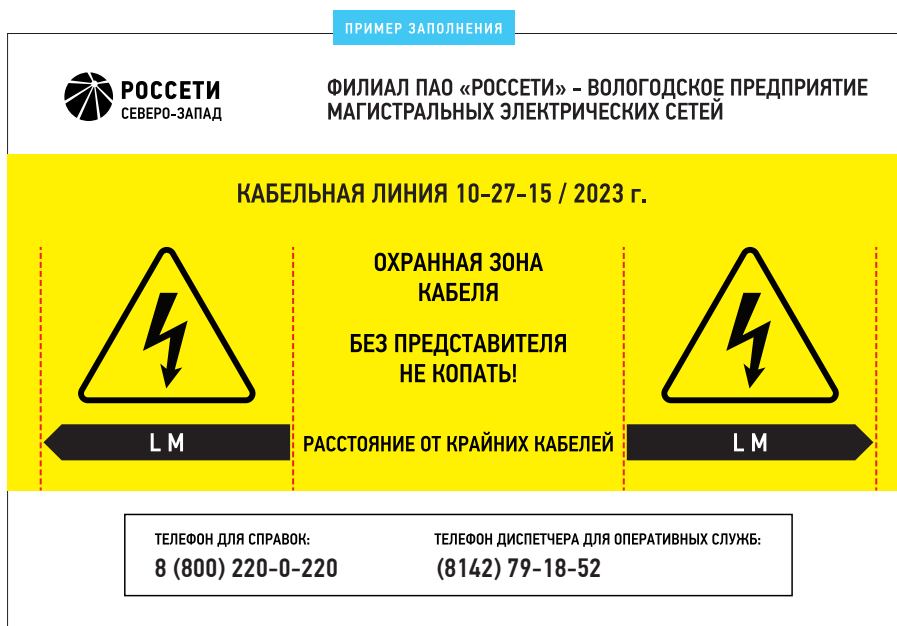 ПРИМЕР ЗАПОЛНЕНИЯ
РОССЕТИ
СЕВЕРО-ЗАПАД
ФИЛИАЛ ПАО «РОССЕТИ» - ВОЛОГОДСКОЕ ПРЕДПРИЯТИЕ
МАГИСТРАЛЬНЫХ ЭЛЕКТРИЧЕСКИХ СЕТЕЙ
КАБЕЛЬНАЯ ЛИНИЯ 10-27-15 / 2023 г.
ОХРАННАЯ ЗОНА
КАБЕЛЯ
БЕЗ ПРЕДСТАВИТЕЛЯ
НЕ КОПАТЬ!
L M
РАССТОЯНИЕ ОТ КРАЙНИХ КАБЕЛЕЙ
L M
ТЕЛЕФОН ДЛЯ СПРАВОК:
8 (800) 220-0-220
ТЕЛЕФОН ДИСПЕТЧЕРА ДЛЯ ОПЕРАТИВНЫХ СЛУЖБ:
(8142) 79-18-52